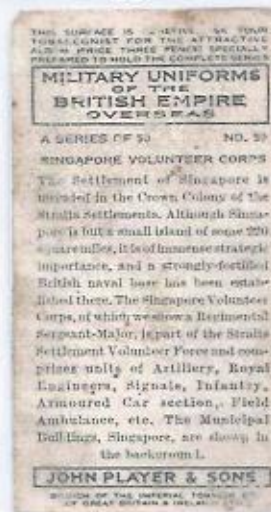 THIS SURFACE IS ADHESIVE. ASK YOUR
TOBACCONIST FOR THE ATTRACTIVE
ALBUM PRICE THREE PENCE SPECIALLY
PREPARED TO HOLD THE COMPLETE SERIES
MILITARY UNIFORMS
OF THE
BRITISH EMPIRE
OVERSEAS
A SERIES OF 50 NO.
SINGAPORE VOLUNTEER CORPS
The Settlement of Singapore is
included in the Crown Colony of the
Straits Settlements. Although Singa-
pore is but a small island of some 220
square miles, it is of immense strategic
importance, and a strongly-fortified
British naval base has been estab-
lished there. The Singapore Volunteer
Corps, of which we show a Regimental
Sergeant-Major, is part of the Straits
Settlement Volunteer Force and com-
prises units of Artillery, Royal
Engineers, Signals, Infantry,
Armoured Car section, Field
Ambulance, etc. The Municipal
Buildings, Singapore, are shown in
the background.
JOHN PLAYER & SONS
BRANCH OF THE IMPERIAL TOBACCO CO.
OF GREAT BRITAIN & IRELAND